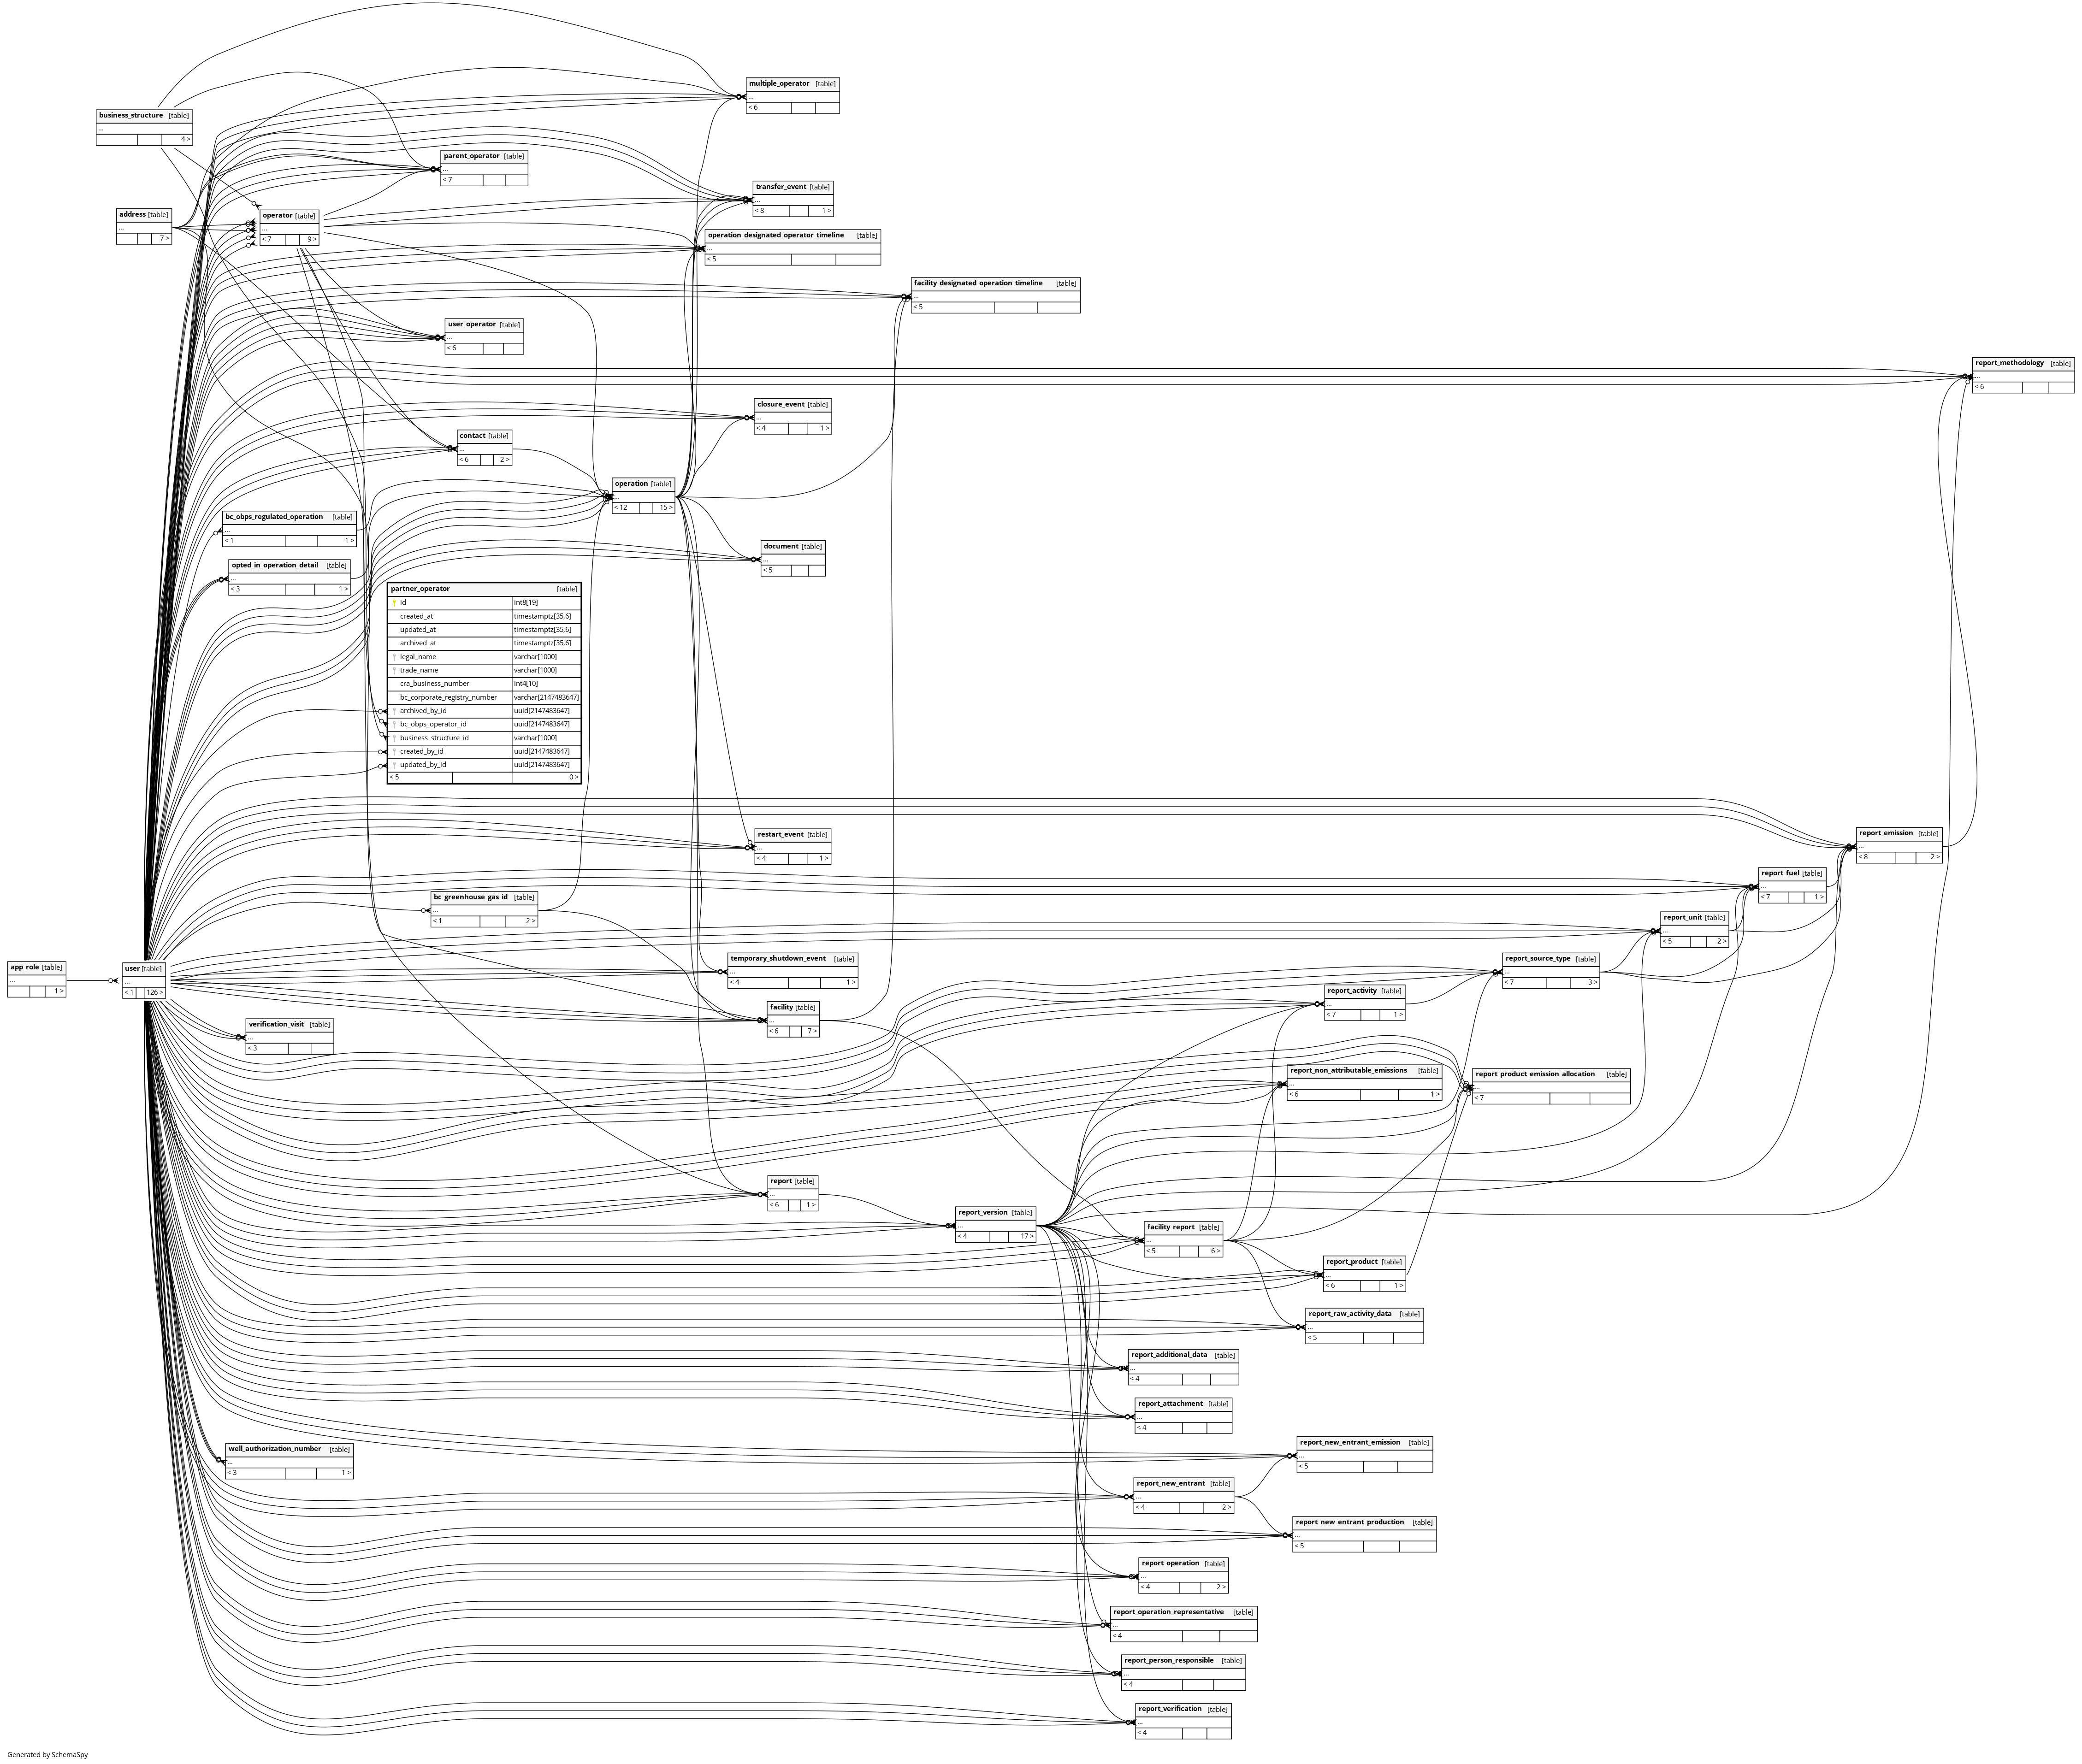 multiple_operator [table]
...
< 6
business_structure [table]
...
4 >
parent_operator [table]
...
< 7
transfer_event [table]
...
< 8 1 >
address [table]
...
7 >
operator [table]
...
< 7 9 >
operation_designated_operator_timeline [table]
...
< 5
facility_designated_operation_timeline [table]
...
< 5
user_operator [table]
...
< 6
report_methodology [table]
...
< 6
closure_event [table]
...
< 4 1 >
contact [table]
...
< 6 2 >
operation [table]
...
< 12 15 >
bc_obps_regulated_operation [table]
...
< 1 1 >
document [table]
...
< 5
opted_in_operation_detail [table]
...
< 3 1 >
partner_operator [table]
id int8[19]
created_at timestamptz[35,6]
updated_at timestamptz[35,6]
archived_at timestamptz[35,6]
legal_name varchar[1000]
trade_name varchar[1000]
cra_business_number int4[10]
bc_corporate_registry_number varchar[2147483647]
archived_by_id uuid[2147483647]
bc_obps_operator_id uuid[2147483647]
business_structure_id varchar[1000]
created_by_id uuid[2147483647]
updated_by_id uuid[2147483647]
< 5 0 >
restart_event [table]
...
< 4 1 >
report_emission [table]
...
< 8 2 >
report_fuel [table]
...
< 7 1 >
bc_greenhouse_gas_id [table]
...
< 1 2 >
report_unit [table]
...
< 5 2 >
temporary_shutdown_event [table]
...
< 4 1 >
report_source_type [table]
...
< 7 3 >
app_role [table]
...
1 >
user [table]
...
< 1 126 >
report_activity [table]
...
< 7 1 >
facility [table]
...
< 6 7 >
verification_visit [table]
...
< 3
report_non_attributable_emissions [table]
...
< 6 1 >
report_product_emission_allocation [table]
...
< 7
report [table]
...
< 6 1 >
report_version [table]
...
< 4 17 >
facility_report [table]
...
< 5 6 >
report_product [table]
...
< 6 1 >
report_raw_activity_data [table]
...
< 5
report_additional_data [table]
...
< 4
report_attachment [table]
...
< 4
well_authorization_number [table]
...
< 3 1 >
report_new_entrant_emission [table]
...
< 5
report_new_entrant [table]
...
< 4 2 >
report_new_entrant_production [table]
...
< 5
report_operation [table]
...
< 4 2 >
report_operation_representative [table]
...
< 4
report_person_responsible [table]
...
< 4
report_verification [table]
...
< 4
Generated by SchemaSpy